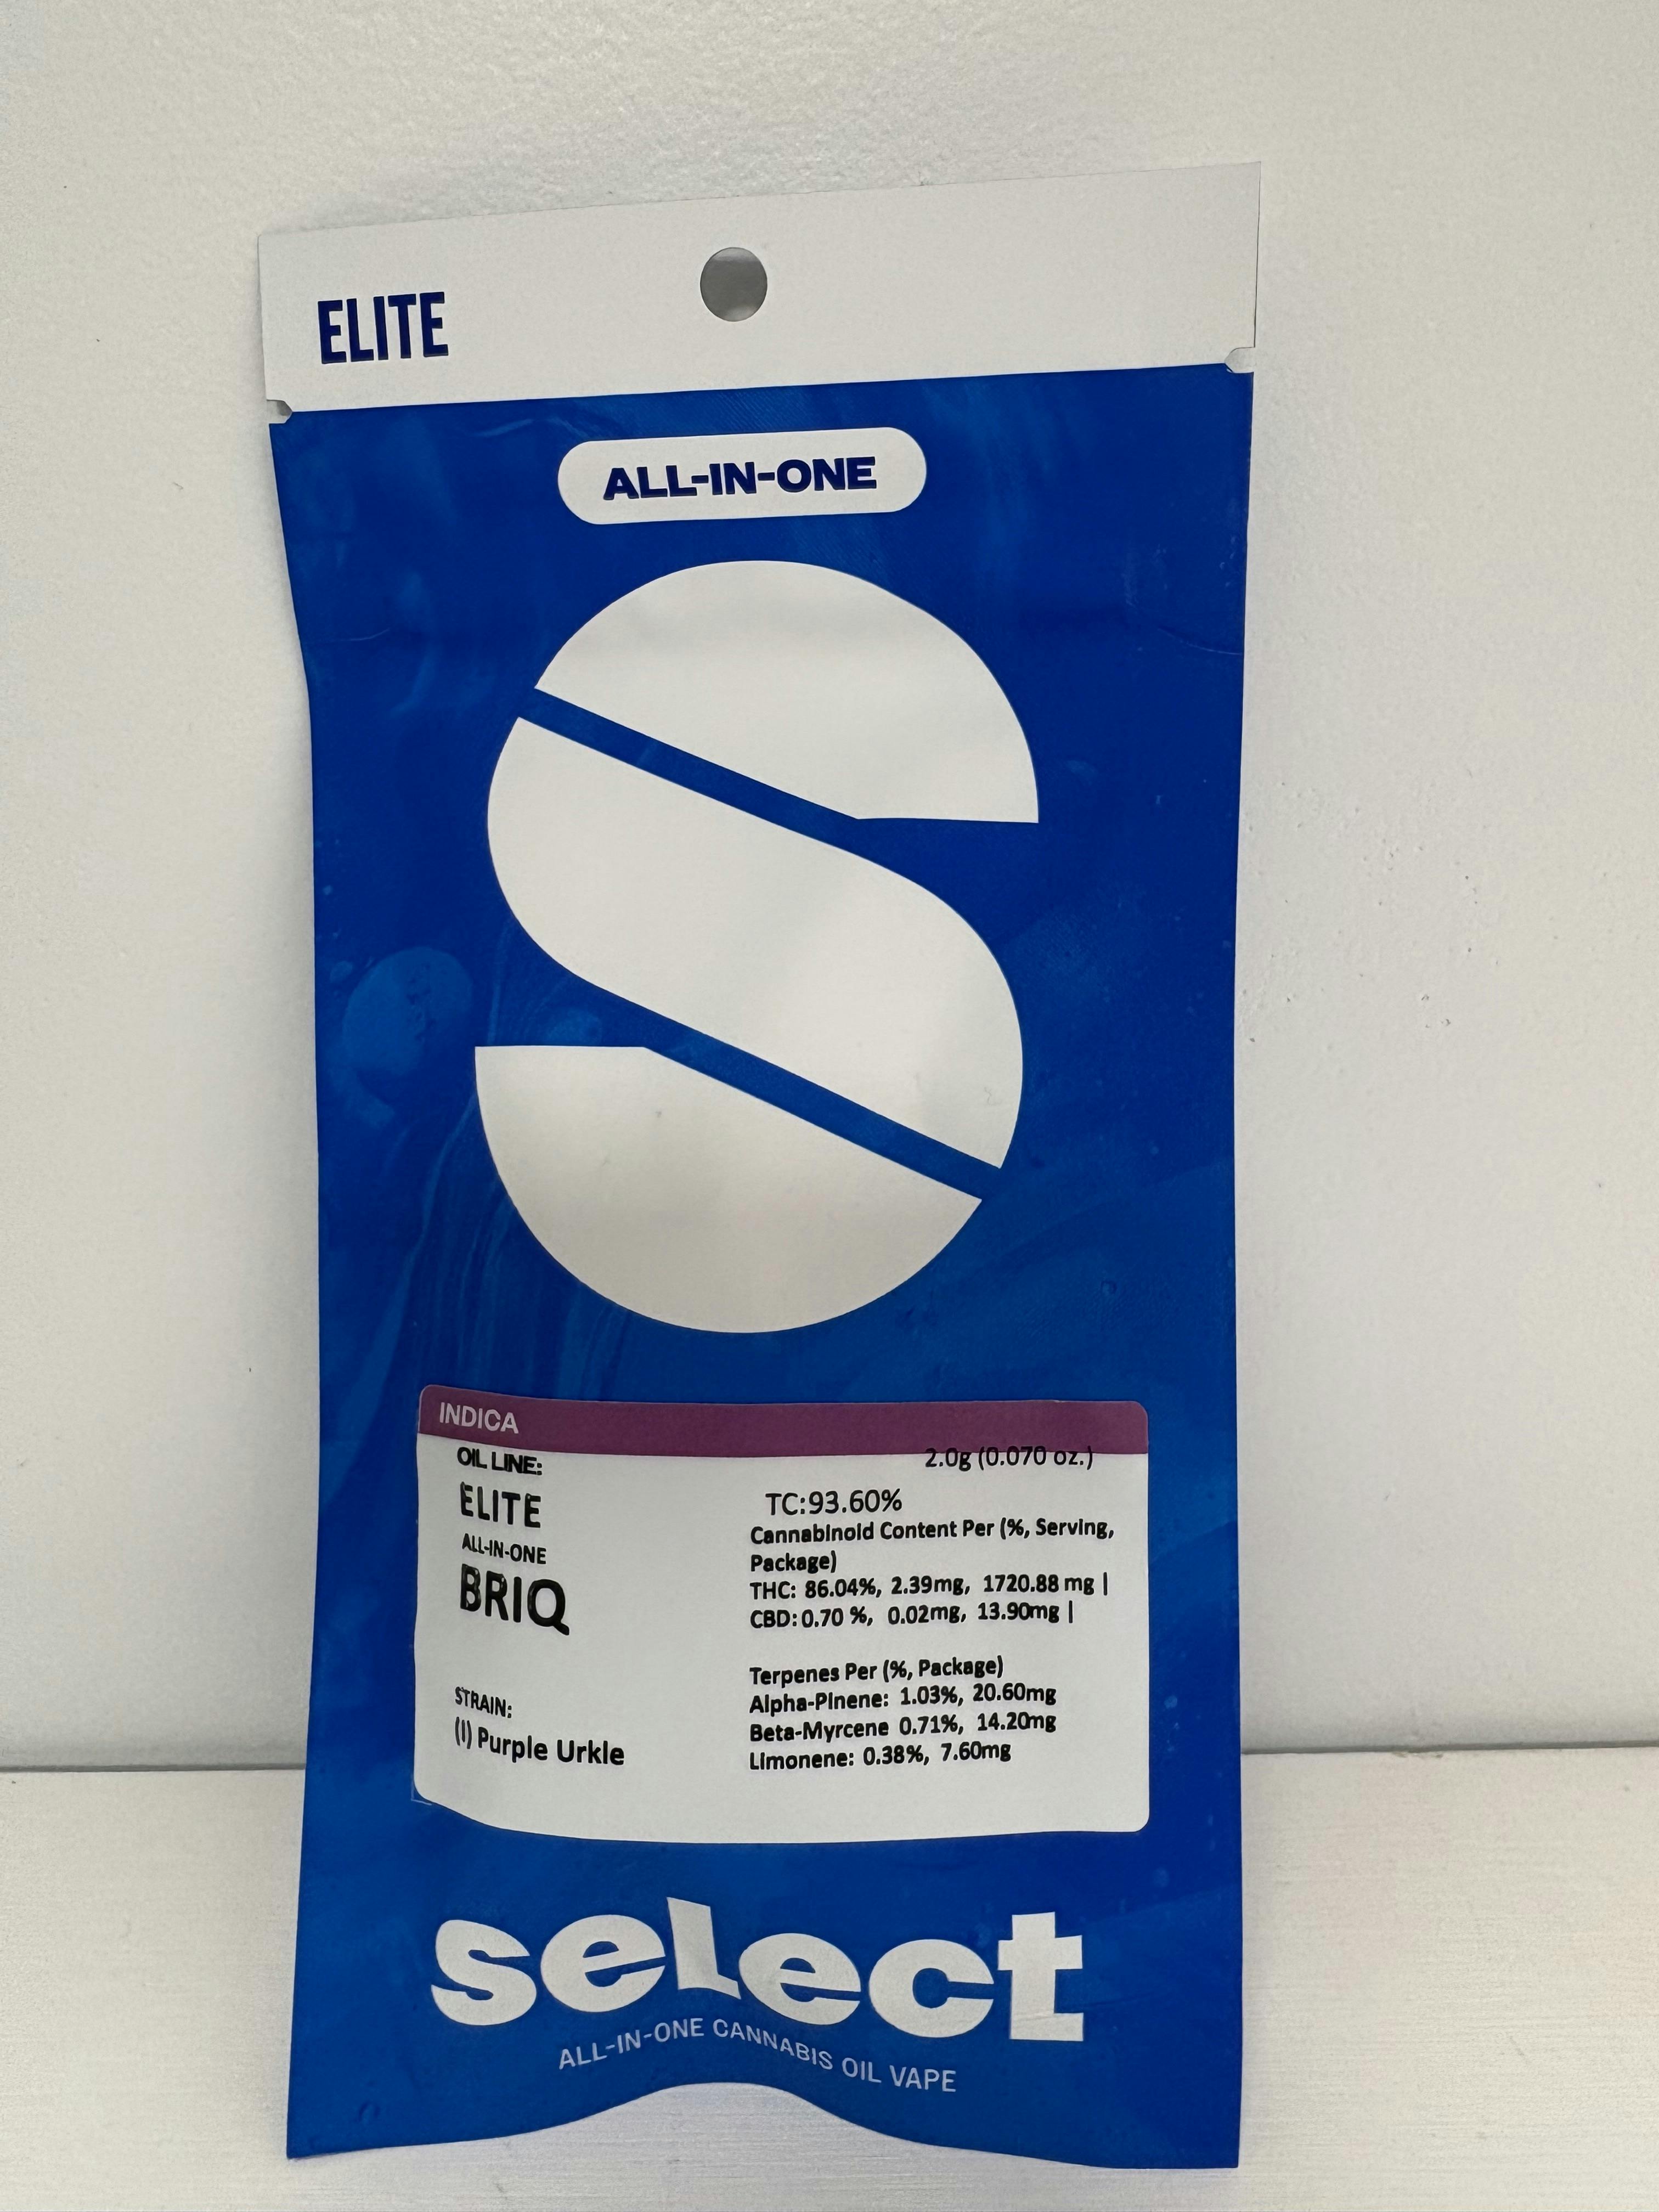 ELITE
ALL-IN-ONE
INDICA
OIL LINE:
ELITE
ALL-IN-ONE
BRIQ
STRAIN:
(I) Purple Urkle
2.0g (0.070 oz.)
TC:93.60%
Cannabinoid Content Per (%, Serving,
Package)
THC: 86.04%, 2.39mg, 1720.88 mg |
CBD: 0.70 %, 0.02mg, 13.90mg |
Terpenes Per (%, Package)
Alpha-Pinene: 1.03%, 20.60mg
Beta-Myrcene 0.71%, 14.20mg
Limonene: 0.38%, 7.60mg
select
ALL-IN-ONE CANNABIS OIL VAPE